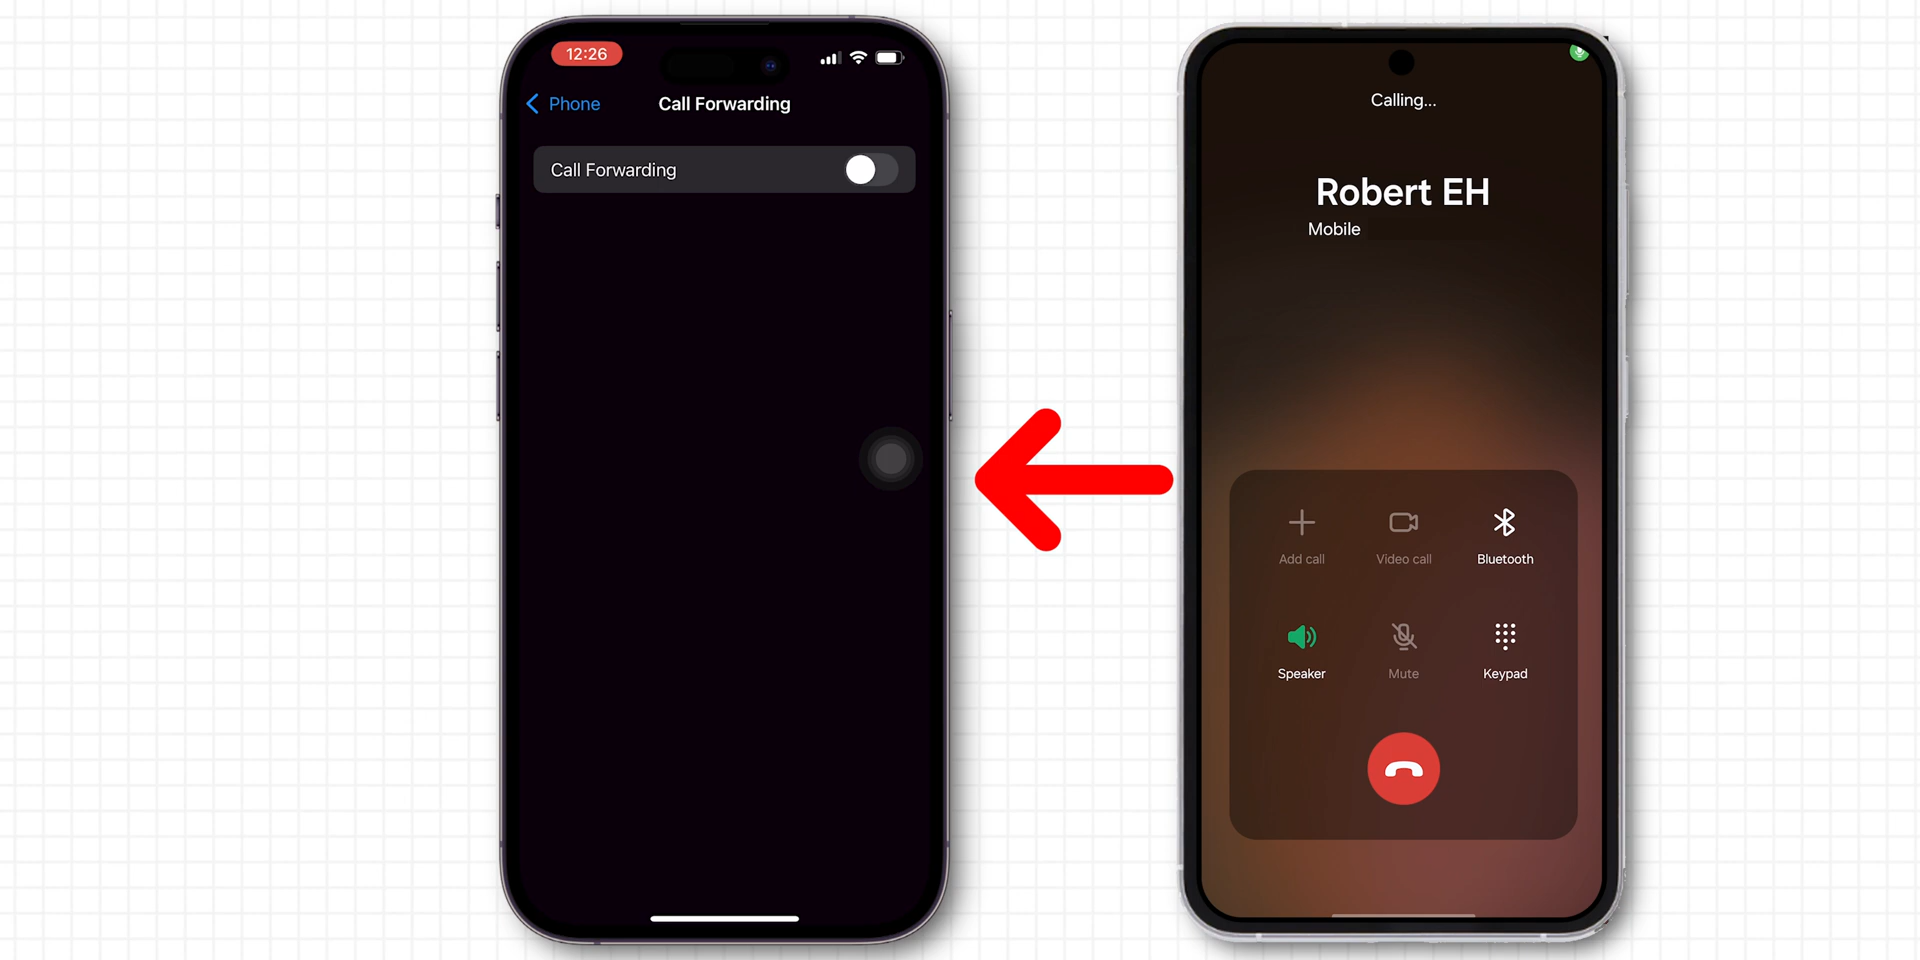 12:26
Phone
Call Forwarding
Call Forwarding
Calling...
Robert EH
Mobile
Add call
Video call
Bluetooth
Speaker
Mute
Keypad